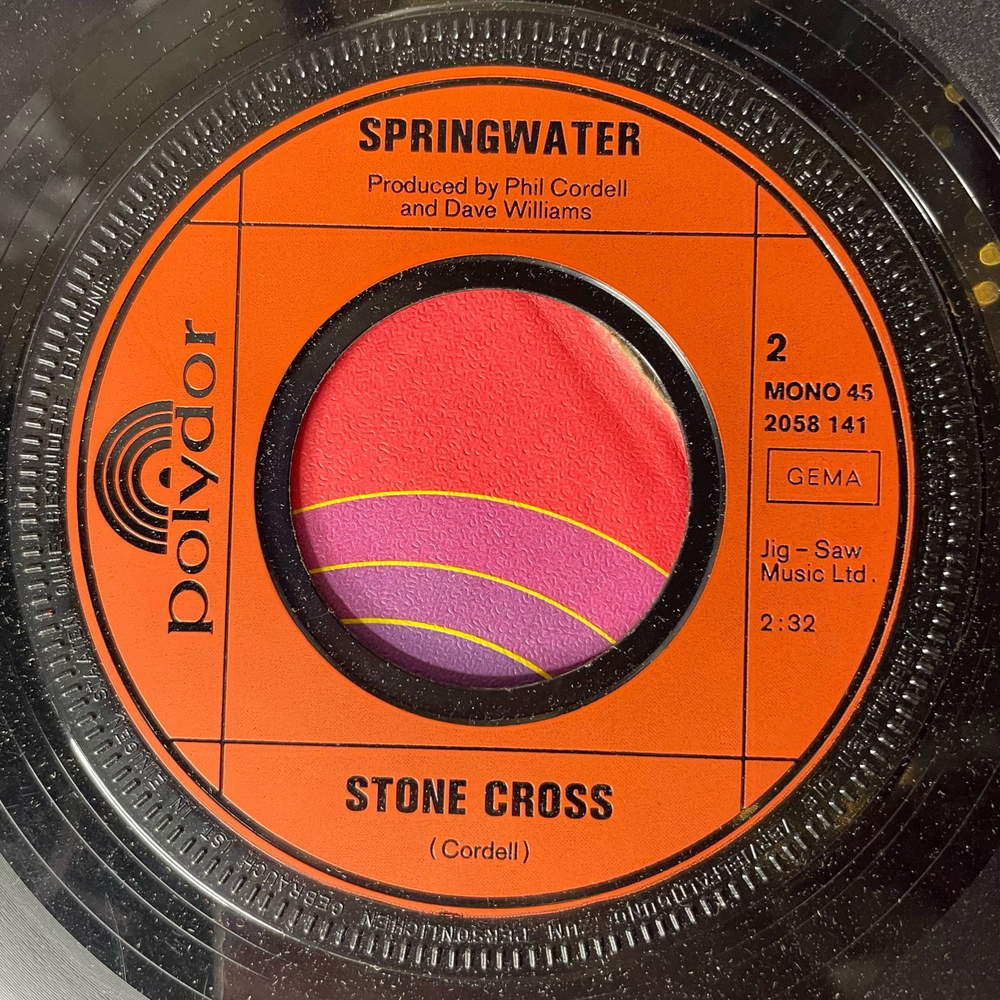 SPRINGWATER
Produced by Phil Cordell
and Dave Williams
polydor
2
MONO 45
2058 141
GEMA
Jig-Saw
Music Ltd.
2:32
STONE CROSS
(Cordell)